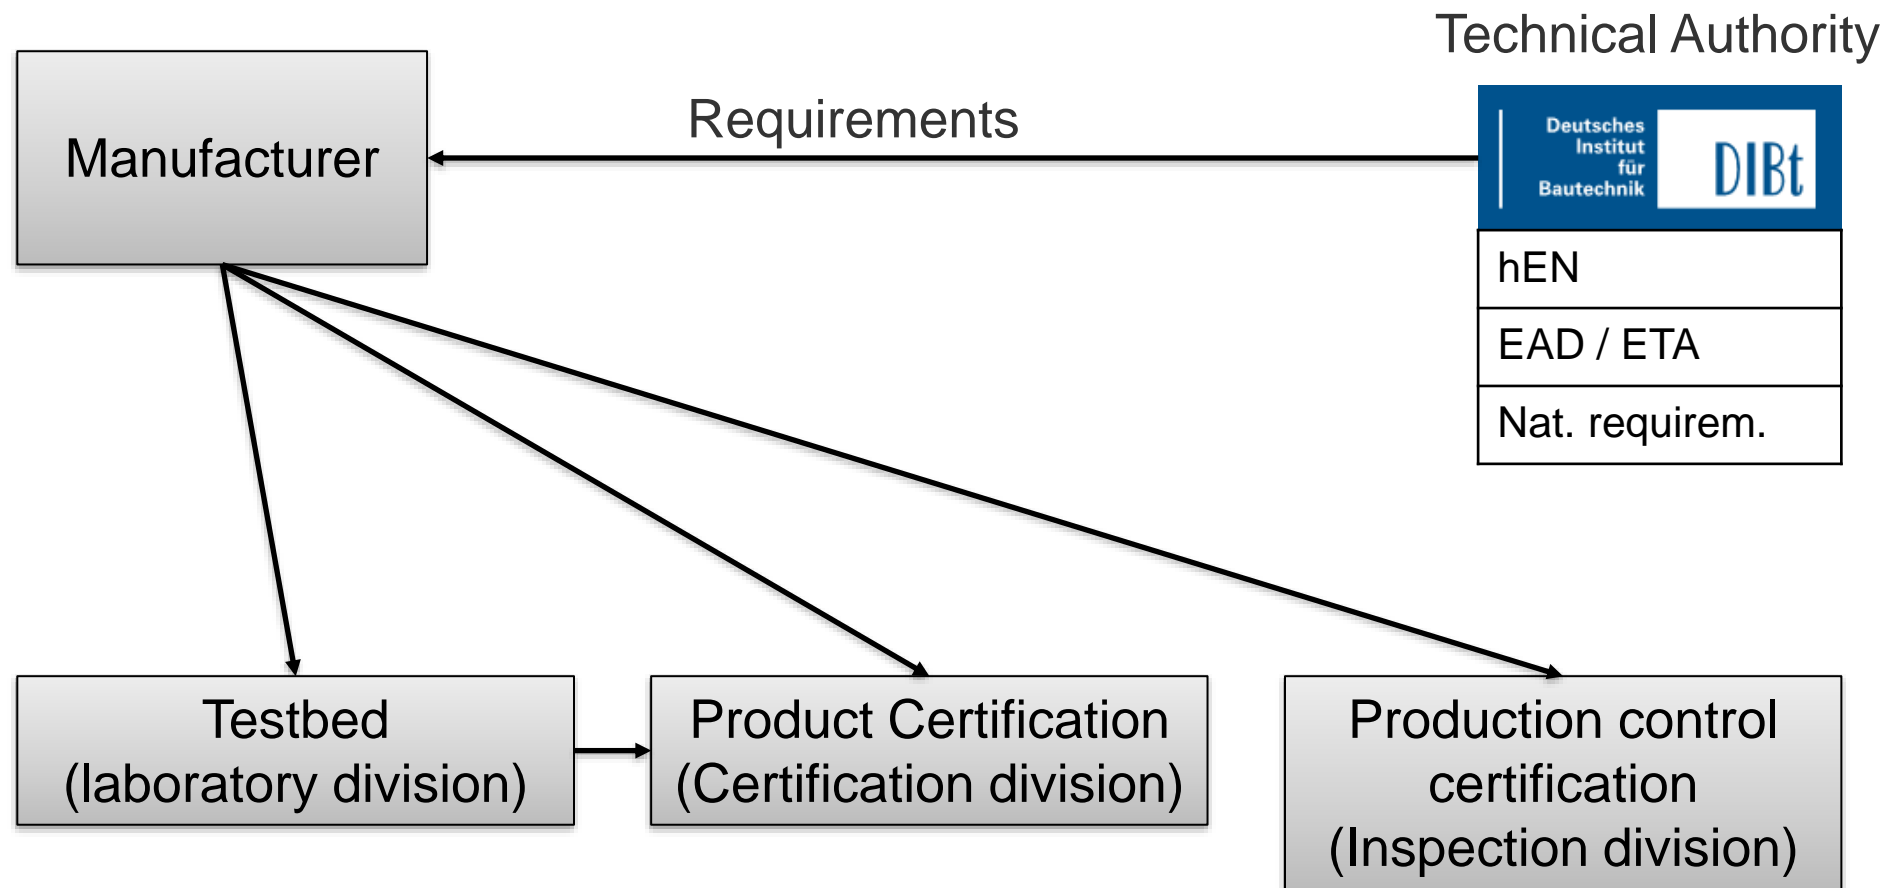 Technical Authority
Manufacturer
Requirements
Deutsches
Institut
für
Bautechnik
DIBt
hEN
EAD / ETA
Nat. requirem.
Testbed
(laboratory division)
Product Certification
(Certification division)
Production control
certification
(Inspection division)